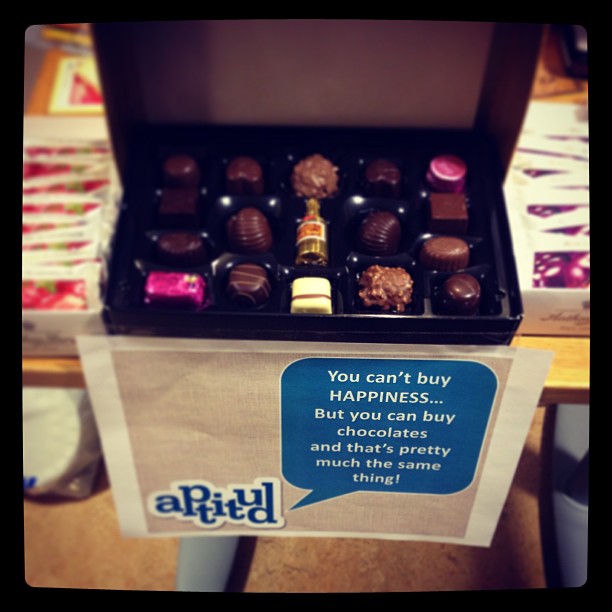 You can't buy
HAPPINESS...
But you can buy
chocolates
and that's pretty
much the same
thing!
aptitud